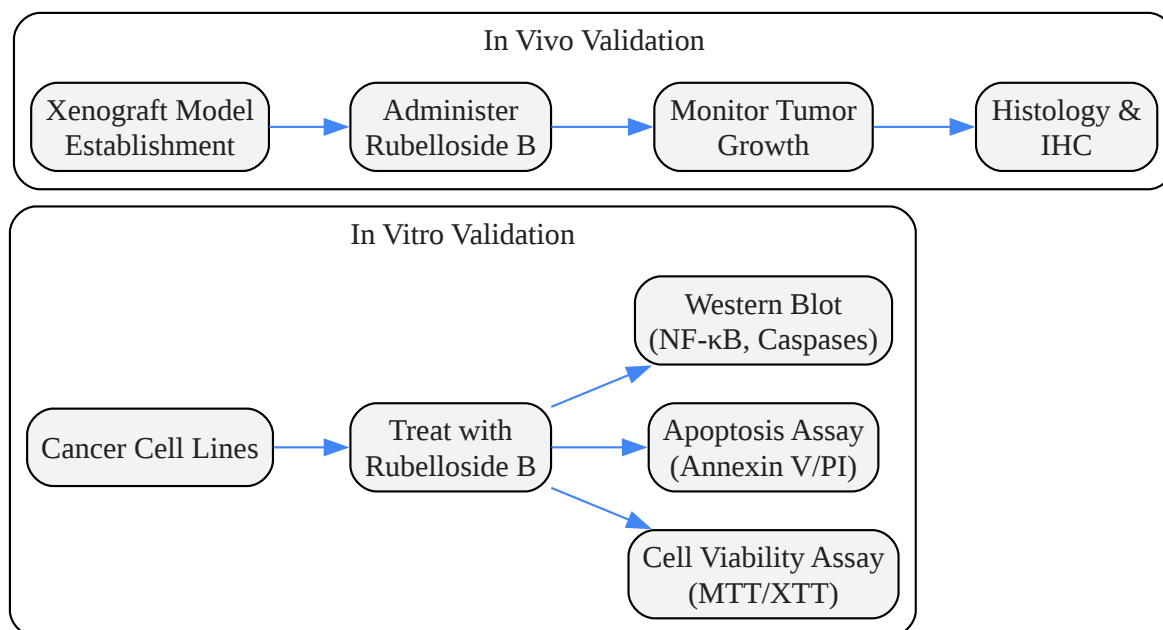 In Vivo Validation
Xenograft Model
Establishment
Administer
Rubelloside B
Monitor Tumor
Growth
Histology &
IHC
In Vitro Validation
Cancer Cell Lines
Treat with
Rubelloside B
Western Blot
(NF-κB, Caspases)
Apoptosis Assay
(Annexin V/PI)
Cell Viability Assay
(MTT/XTT)